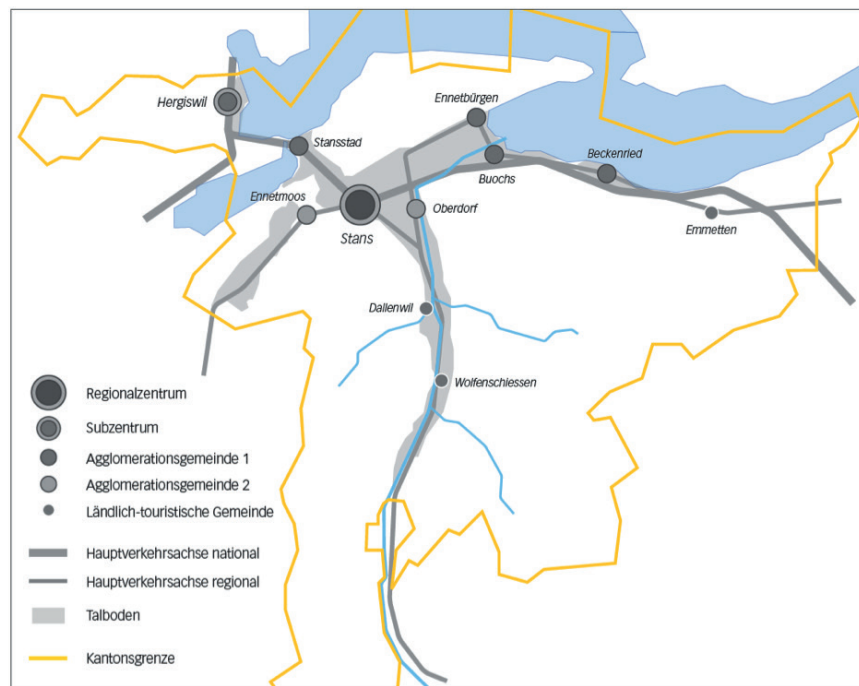 Hergiswil
Stansstad
Ennetbürgen
Buochs
Beckenried
Ennetmoos
Stans
Oberdorf
Emmetten
Dallenwil
Wolfenschiessen
Regionalzentrum
Subzentrum
Agglomerationsgemeinde 1
Agglomerationsgemeinde 2
Ländlich-touristische Gemeinde
Hauptverkehrsachse national
Hauptverkehrsachse regional
Talboden
Kantonsgrenze